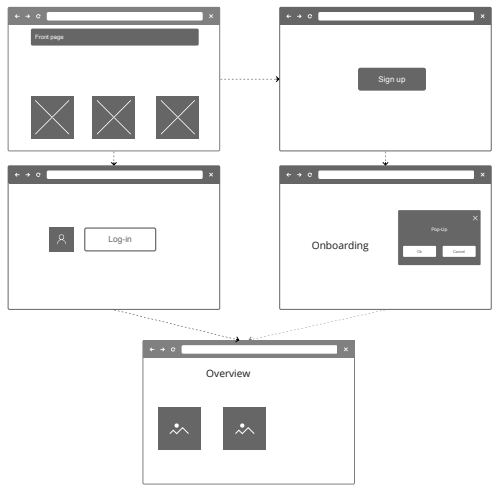 Front page
Sign up
Log-in
Onboarding
Pop-Up
Ok
Cancel
Overview